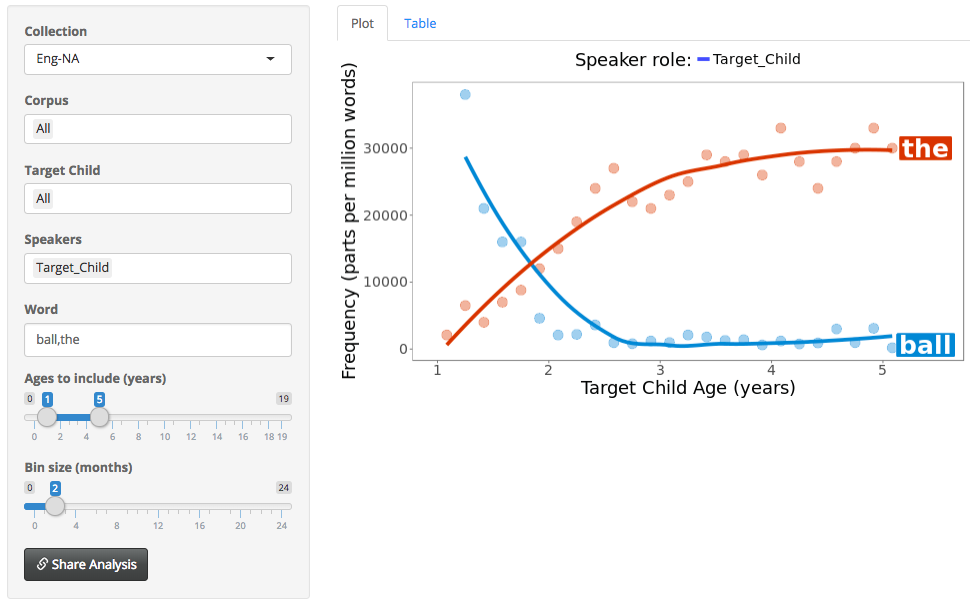 Collection
Eng-NA
Corpus
All
Target Child
All
Speakers
Target_Child
Word
ball,the
Ages to include (years)
0 1 5 19
0 2 4 6 8 10 12 14 16 18 19
Bin size (months)
0 2 24
0 4 8 12 16 20 24
Share Analysis
Plot Table
Speaker role: Target_Child
Frequency (parts per million words)
30000
20000
10000
0
the
ball
1 2 3 4 5
Target Child Age (years)